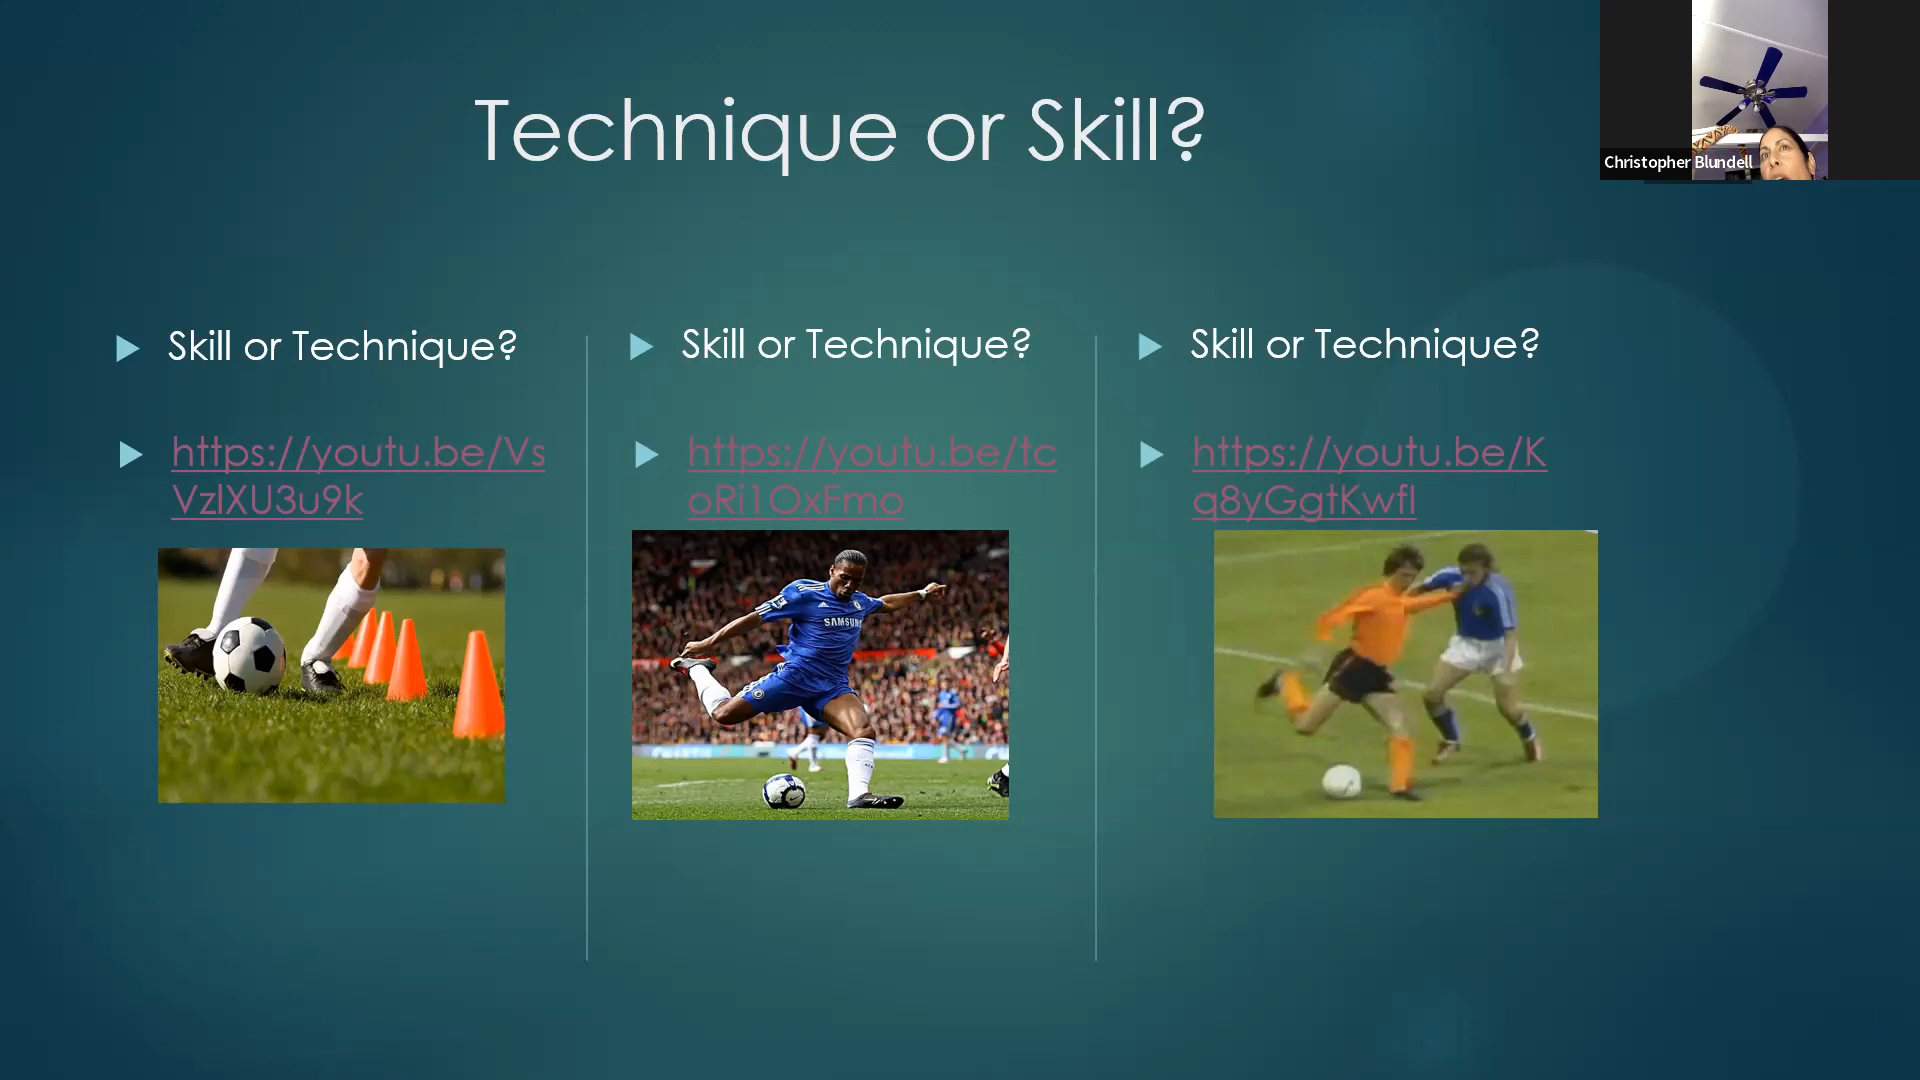 Technique or Skill?
Christopher Blundell
Skill or Technique?
https://youtu.be/Vs
VzlXU3u9k
Skill or Technique?
https://youtu.be/tc
oRi1OxFmo
SAMSUNG
Skill or Technique?
https://youtu.be/K
q8yGgtKwfI